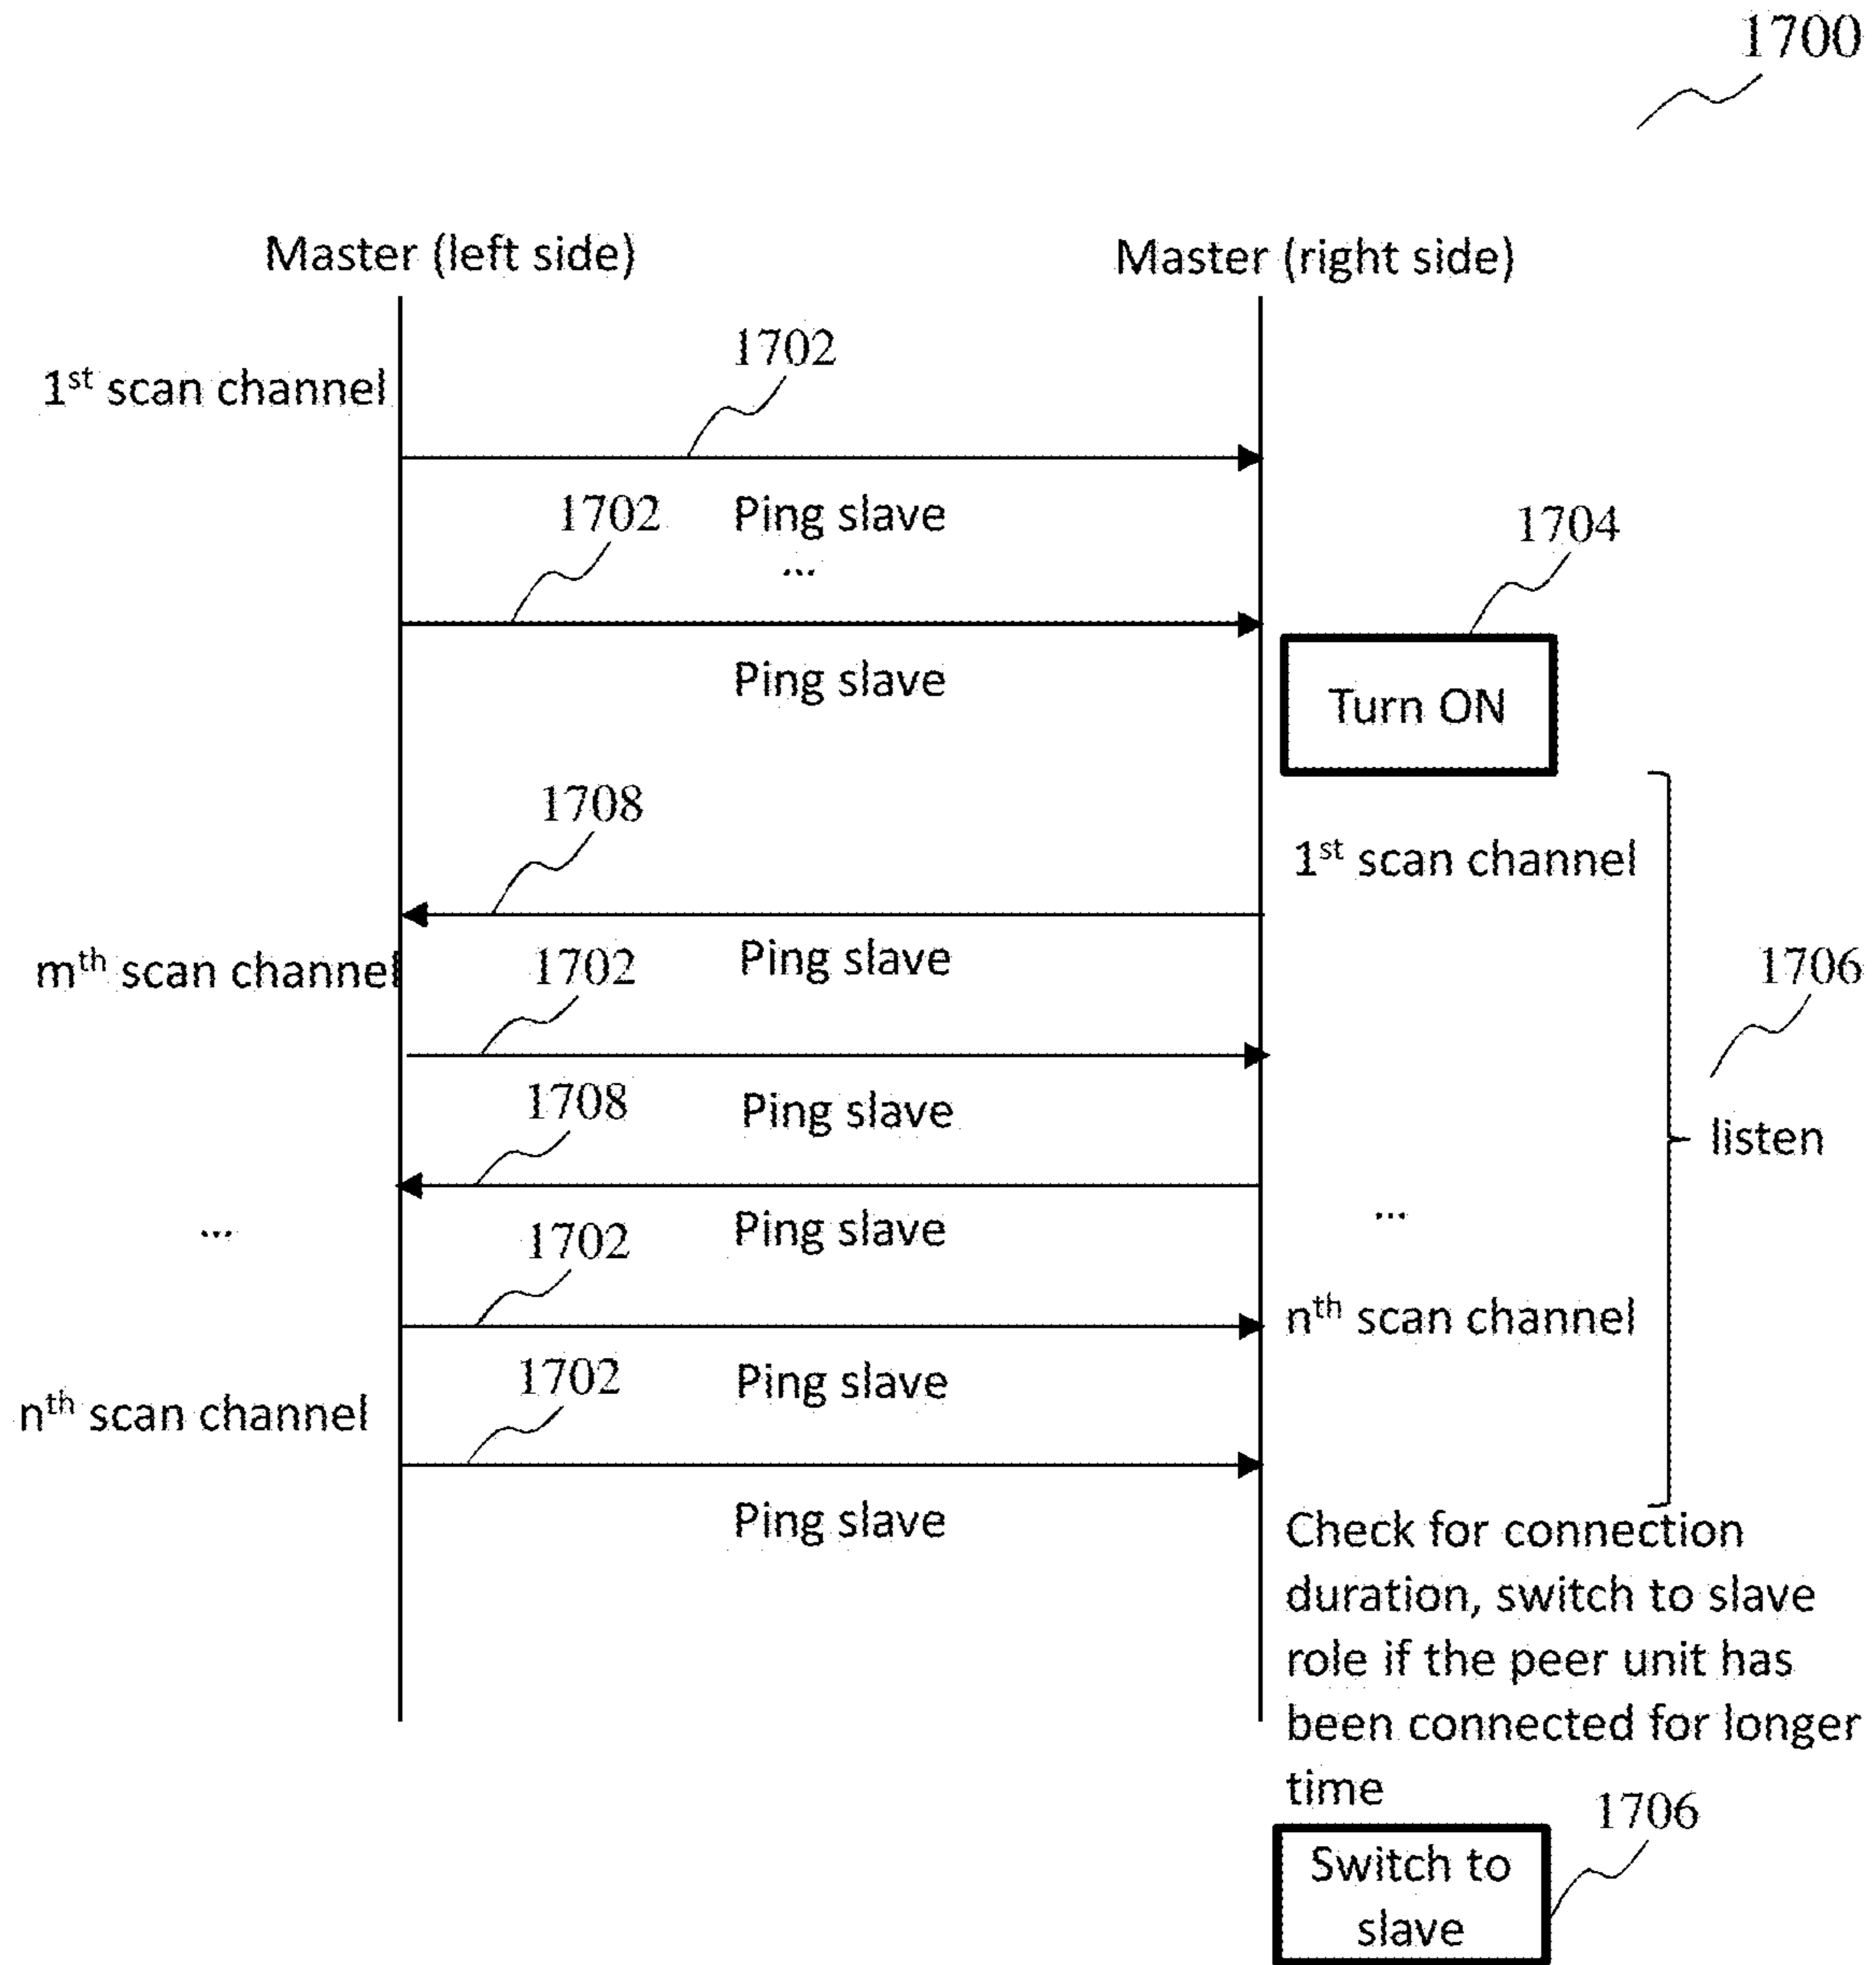 1700
Master (left side)
Master (right side)
1702
1st scan channel
1702
Ping slave
1704
...
Ping slave
Turn ON
1708
1st scan channel
mth scan channel
1702
Ping slave
1706
1708
Ping slave
listen
...
1702
Ping slave
...
nth scan channel
1702
Ping slave
nth scan channel
Ping slave
Check for connection
duration, switch to slave
role if the peer unit has
been connected for longer
time
1706
Switch to
slave